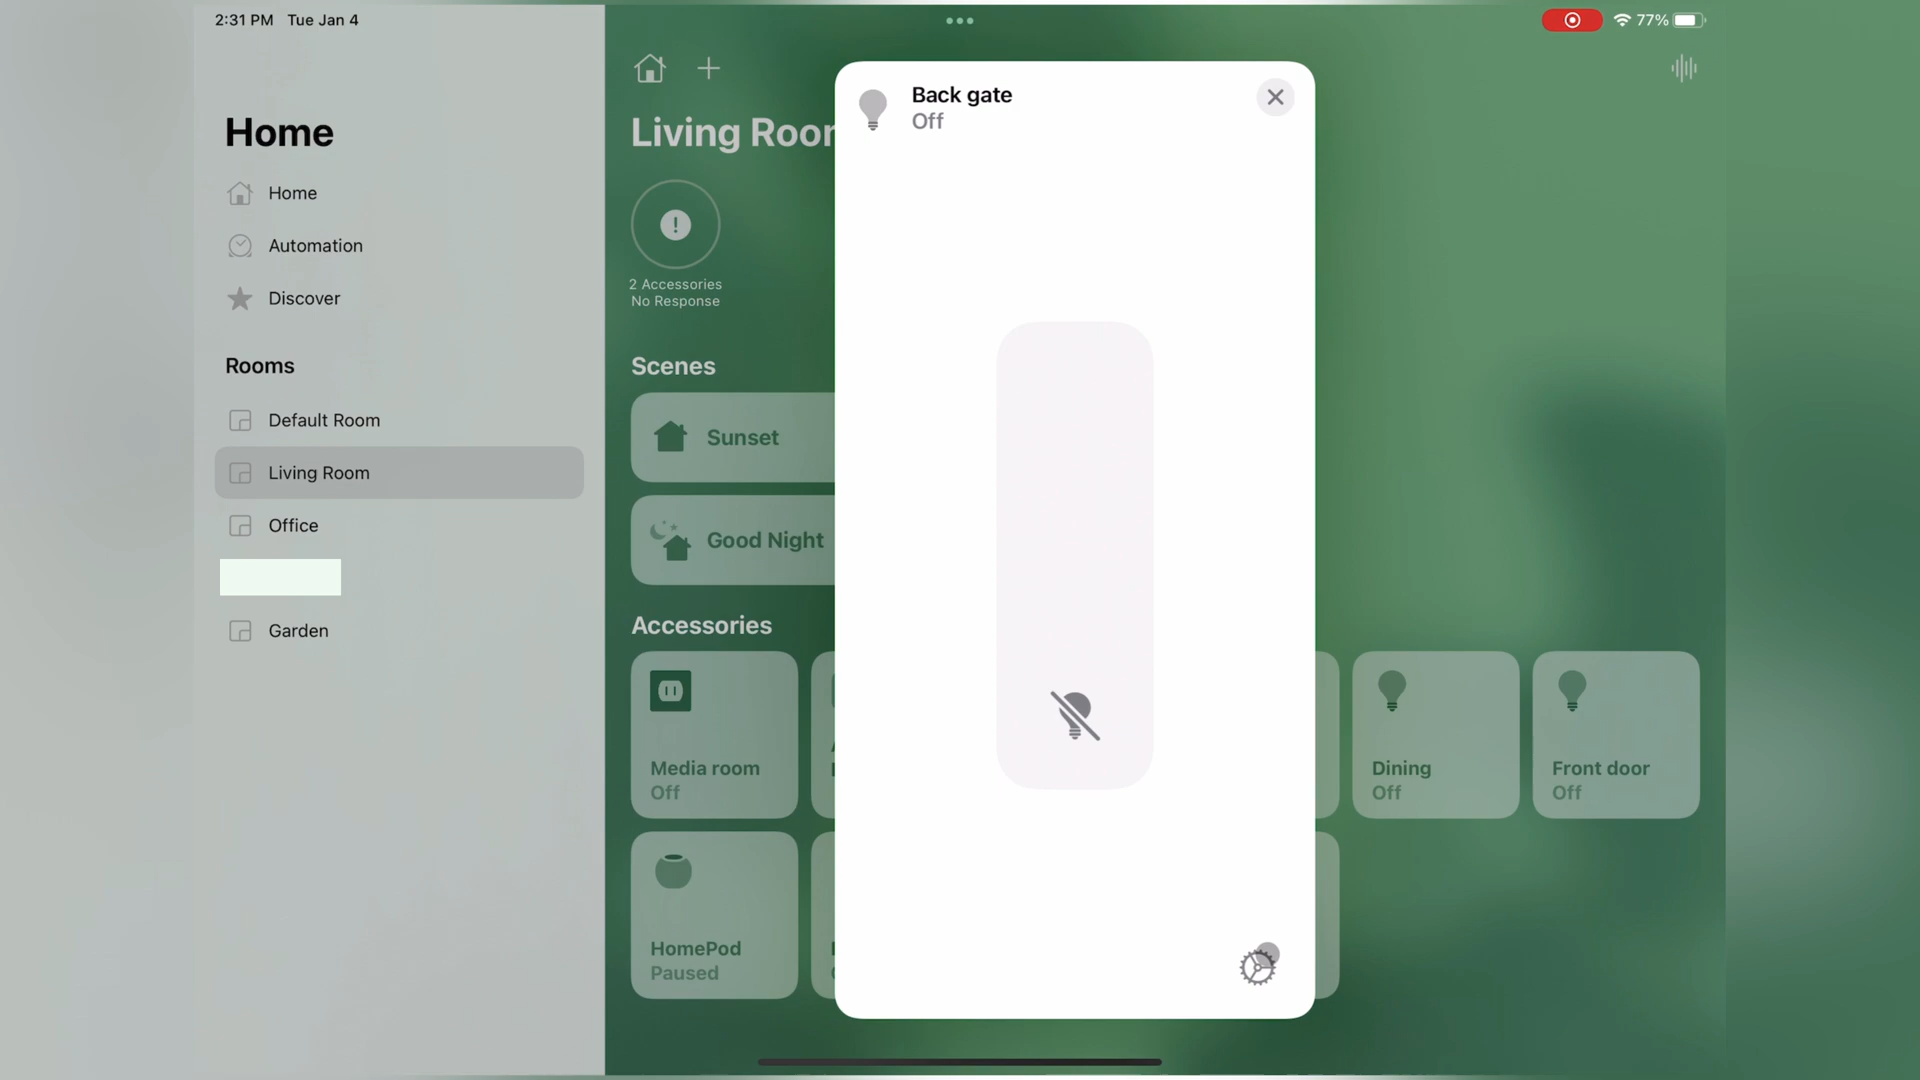 2:31 PM Tue Jan 4
77%
Home
Home
Automation
Discover
Rooms
Default Room
Living Room
Office
Garden
Living Roo
2 Accessories
No Response
Scenes
Sunset
Good Night
Accessories
Media room
Off
Dining
Off
Front door
Off
HomePod
Paused
Back gate
Off